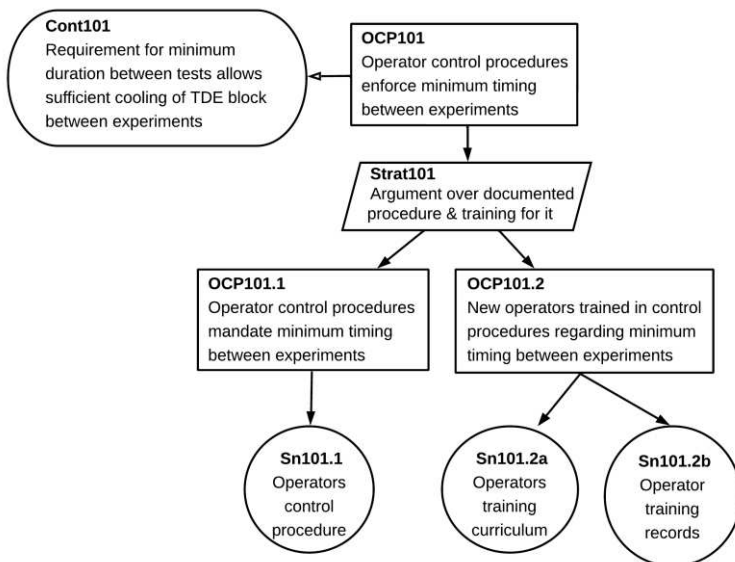 Cont101
Requirement for minimum
duration between tests allows
sufficient cooling of TDE block
between experiments
OCP101
Operator control procedures
enforce minimum timing
between experiments
Strat101
Argument over documented
procedure & training for it
OCP101.1
Operator control procedures
mandate minimum timing
between experiments
OCP101.2
New operators trained in control
procedures regarding minimum
timing between experiments
Sn101.1
Operators
control
procedure
Sn101.2a
Operators
training
curriculum
Sn101.2b
Operator
training
records